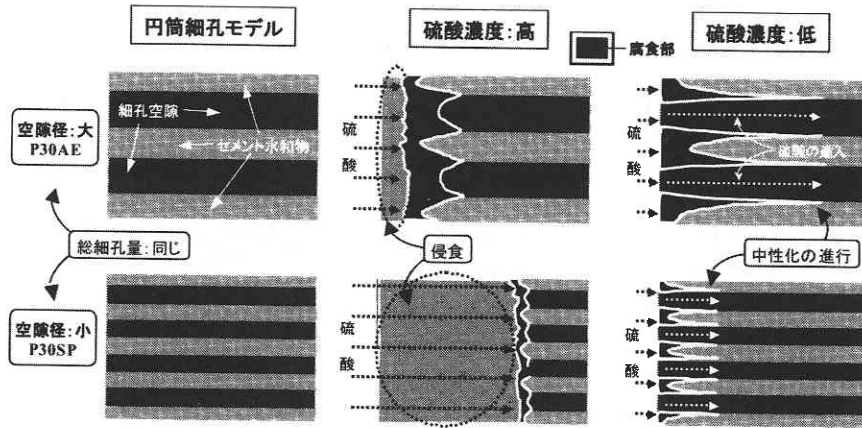 円筒細孔モデル
硫酸濃度：高
腐食部
硫酸濃度：低
空隙径：大
P30AE
細孔空隙
セメント水和物
硫
酸
硫
酸
硫酸の進入
総細孔量：同じ
侵食
中性化の進行
空隙径：小
P30SP
硫
酸
硫
酸